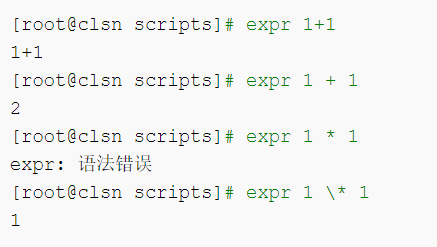 [root@clsn scripts]# expr 1+1
1+1
[root@clsn scripts]# expr 1 + 1
2
[root@clsn scripts]# expr 1 * 1
expr: 语法错误
[root@clsn scripts]# expr 1 \* 1
1